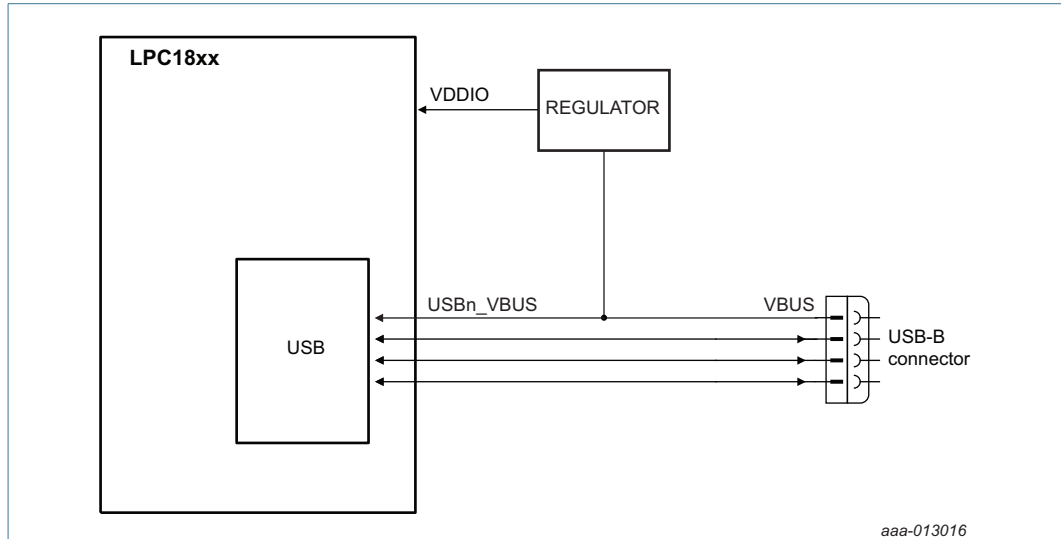 LPC18xx
VDDIO
REGULATOR
USBn_VBUS
VBUS
USB
USB-B
connector
aaa-013016